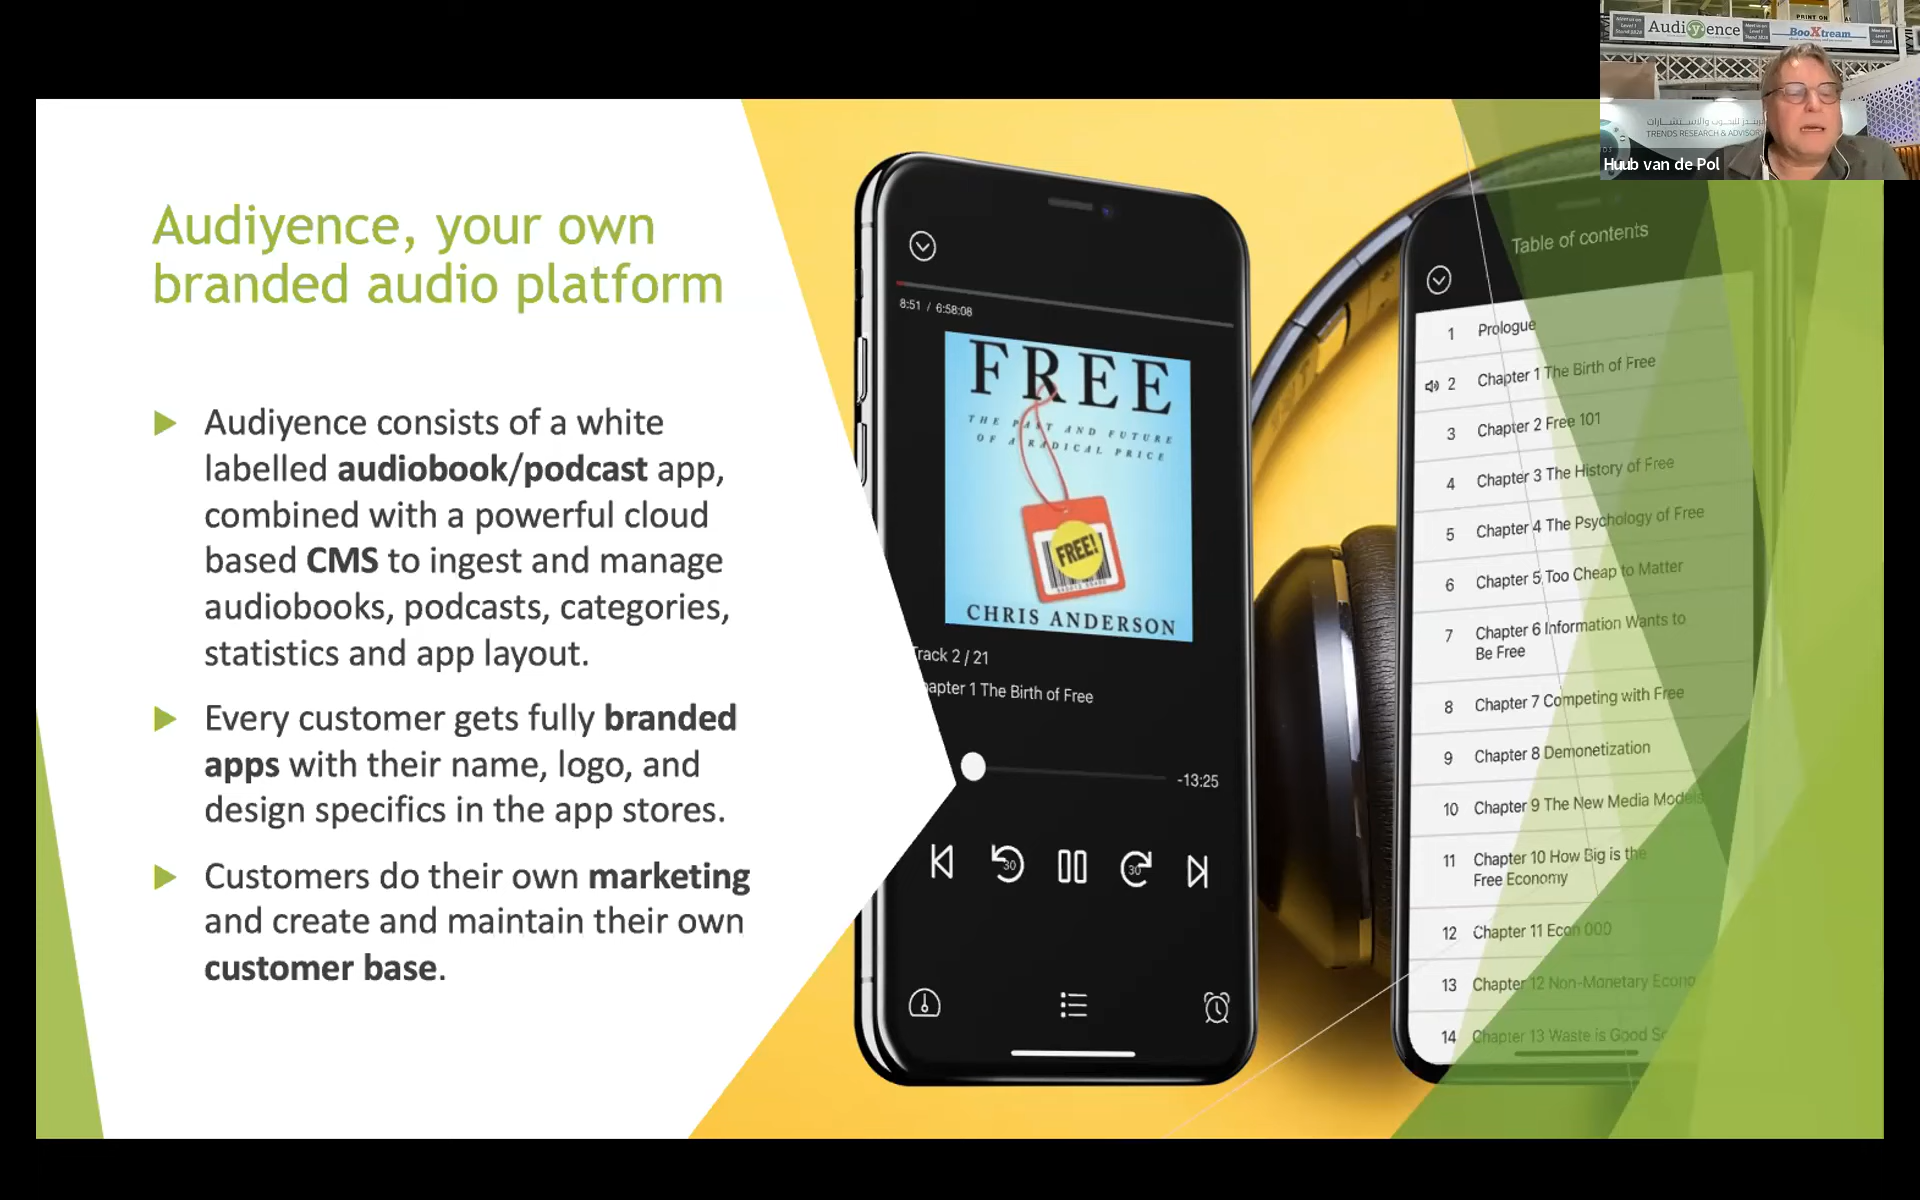 Audiyence, your own
branded audio platform
Audiyence consists of a white
labelled audiobook/podcast app,
combined with a powerful cloud
based CMS to ingest and manage
audiobooks, podcasts, categories,
statistics and app layout.
Every customer gets fully branded
apps with their name, logo, and
design specifics in the app stores.
Customers do their own marketing
and create and maintain their own
customer base.
8:51 / 6:58:08
FREE
THE PAST AND FUTURE
OF A RADICAL PRICE
FREE!
CHRIS ANDERSON
Track 2 / 21
hapter 1 The Birth of Free
-13:25
30
30
Table of contents
1 Prologue
2 Chapter 1 The Birth of Free
3 Chapter 2 Free 101
4 Chapter 3 The History of Free
5 Chapter 4 The Psychology of Free
6 Chapter 5 Too Cheap to Matter
7 Chapter 6 Information Wants to
Be Free
8 Chapter 7 Competing with Free
9 Chapter 8 Demonetization
10 Chapter 9 The New Media Models
11 Chapter 10 How Big is the
Free Economy
12 Chapter 11 Econ 000
13 Chapter 12 Non-Monetary Econo
14 Chapter 13 Waste is Good
PRINT ON
Audiyence
BooXtream
TRENDS RESEARCH & ADVISORY
Huub van de Pol